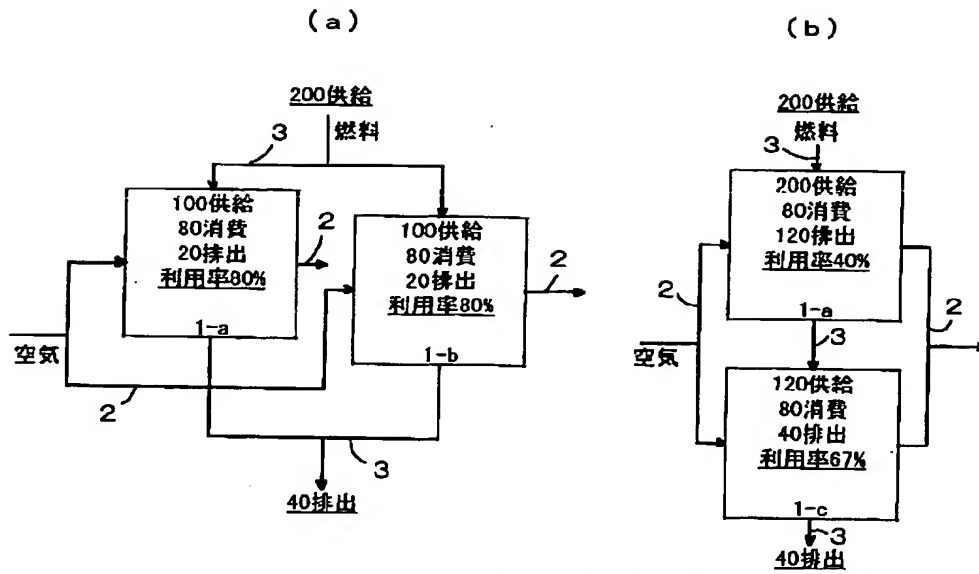 (a)
200供給
3
燃料
100供給
80消費
20排出
利用率80%
1-a
2
100供給
80消費
20排出
利用率80%
1-b
2
空気
2
3
40排出
(b)
200供給
燃料
3
200供給
80消費
120排出
利用率40%
1-a
2
2
3
空気
120供給
80消費
40排出
利用率67%
1-c
3
40排出